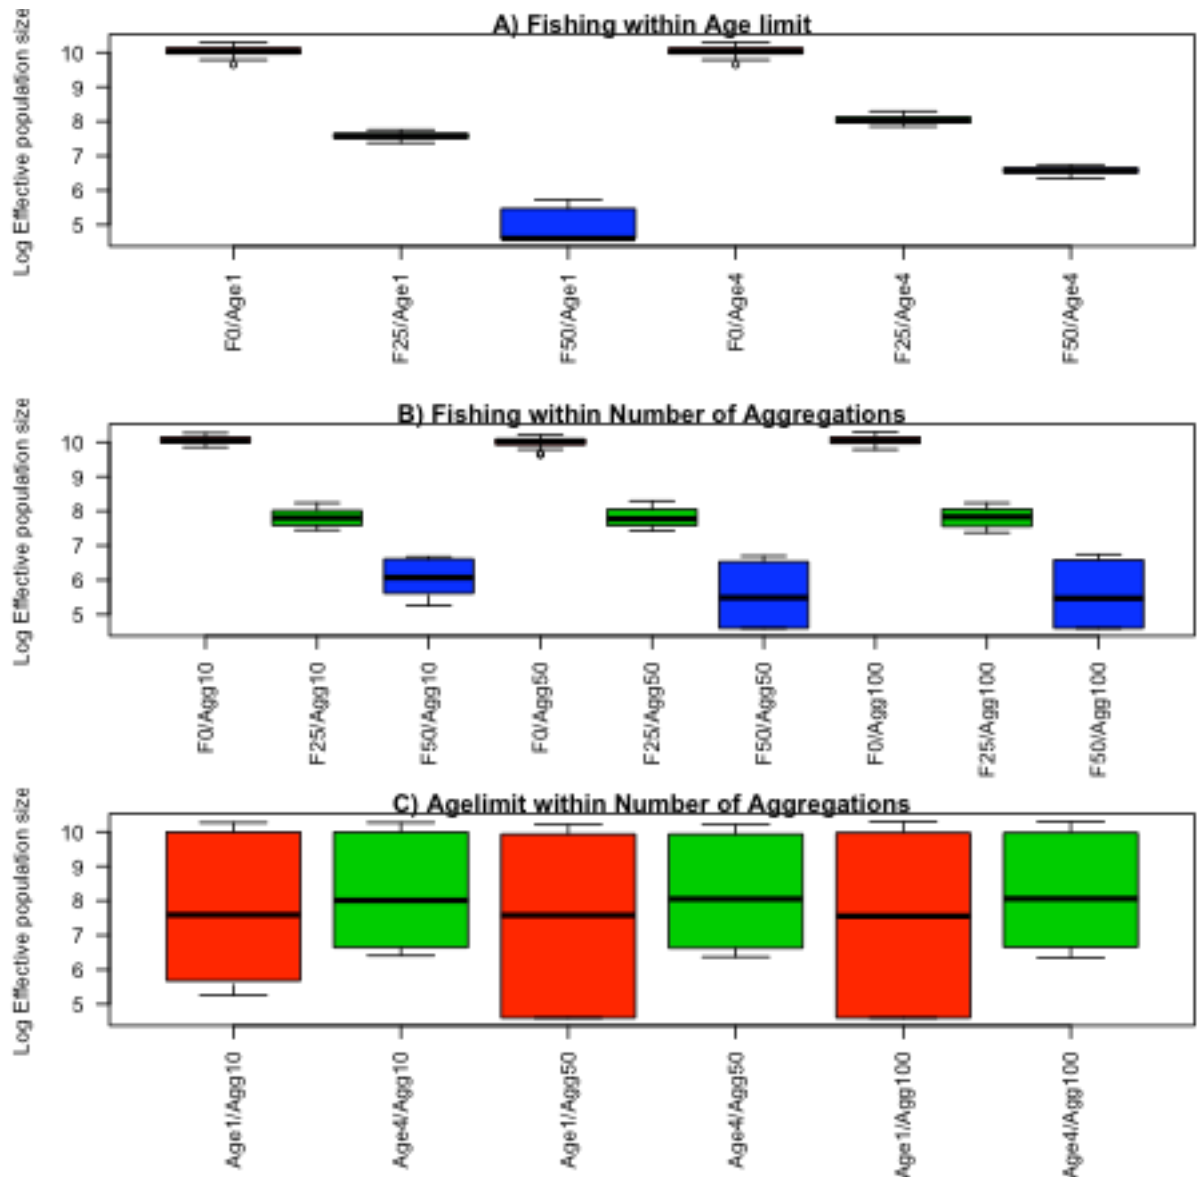 A) Fishing within Age limit
Log Effective population size
10
9
8
7
6
5
F0/Age1
F25/Age1
F50/Age1
F0/Age4
F25/Age4
F50/Age4
B) Fishing within Number of Aggregations
Log Effective population size
10
9
8
7
6
5
F0/Agg10
F25/Agg10
F50/Agg10
F0/Agg50
F25/Agg50
F50/Agg50
F0/Agg100
F25/Agg100
F50/Agg100
C) Agelimit within Number of Aggregations
Log Effective population size
10
9
8
7
6
5
Age1/Agg10
Age4/Agg10
Age1/Agg50
Age4/Agg50
Age1/Agg100
Age4/Agg100